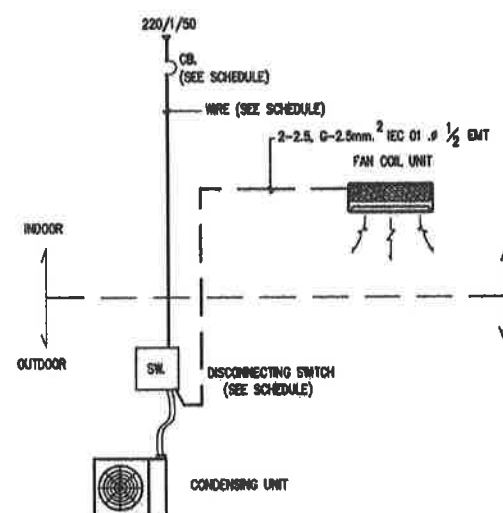 220/1/50
CB.
(SEE SCHEDULE)
WIRE (SEE SCHEDULE)
2-2.5, G-2.5mm.² IEC 01 .ø ½ EMT
FAN COIL UNIT
INDOOR
OUTDOOR
SW.
DISCONNECTING SWITCH
(SEE SCHEDULE)
CONDENSING UNIT